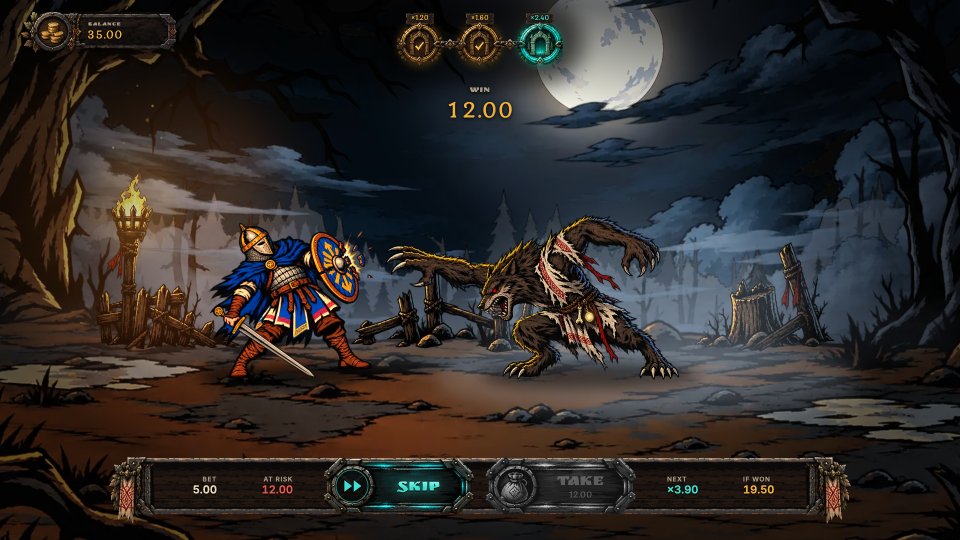 BALANCE
35.00
×1.20
×1.60
×2.40
WIN
12.00
BET
5.00
AT RISK
12.00
SKIP
TAKE
12.00
NEXT
×3.90
IF WON
19.50